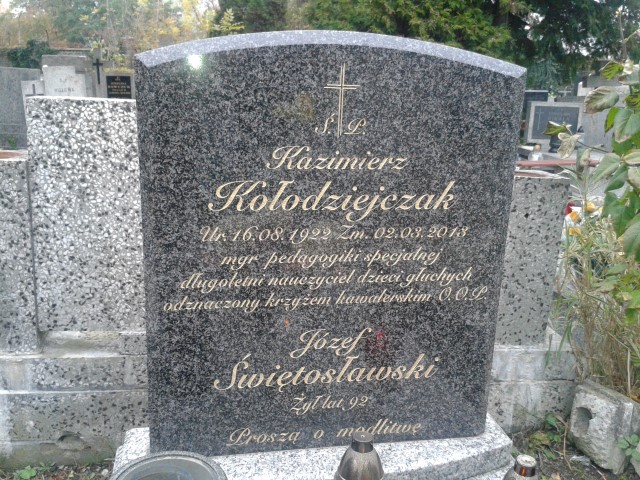 Ś. P.
Kazimierz
Kołodziejczak
Ur. 16.08.1922 Zm. 02.03.2013
mgr pedagogiki specjalnej
długoletni nauczyciel dzieci głuchych
odznaczony krzyżem kawalerskim O.O.P.
Józef
Świętosławski
Żył lat 92
Proszą o modlitwę